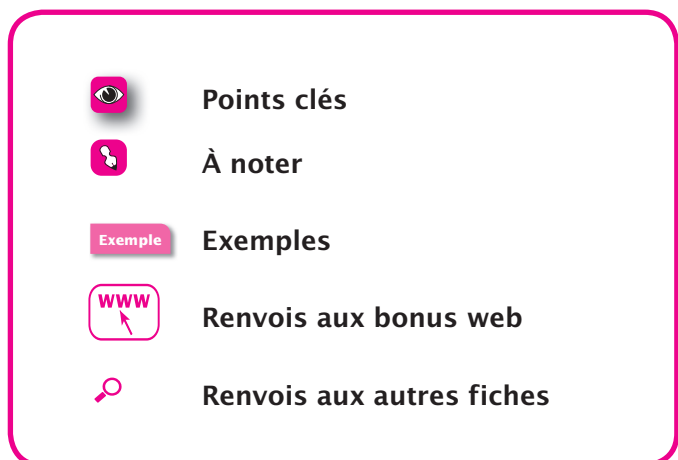 Points clés
À noter
Exemple Exemples
www Renvois aux bonus web
Renvois aux autres fiches